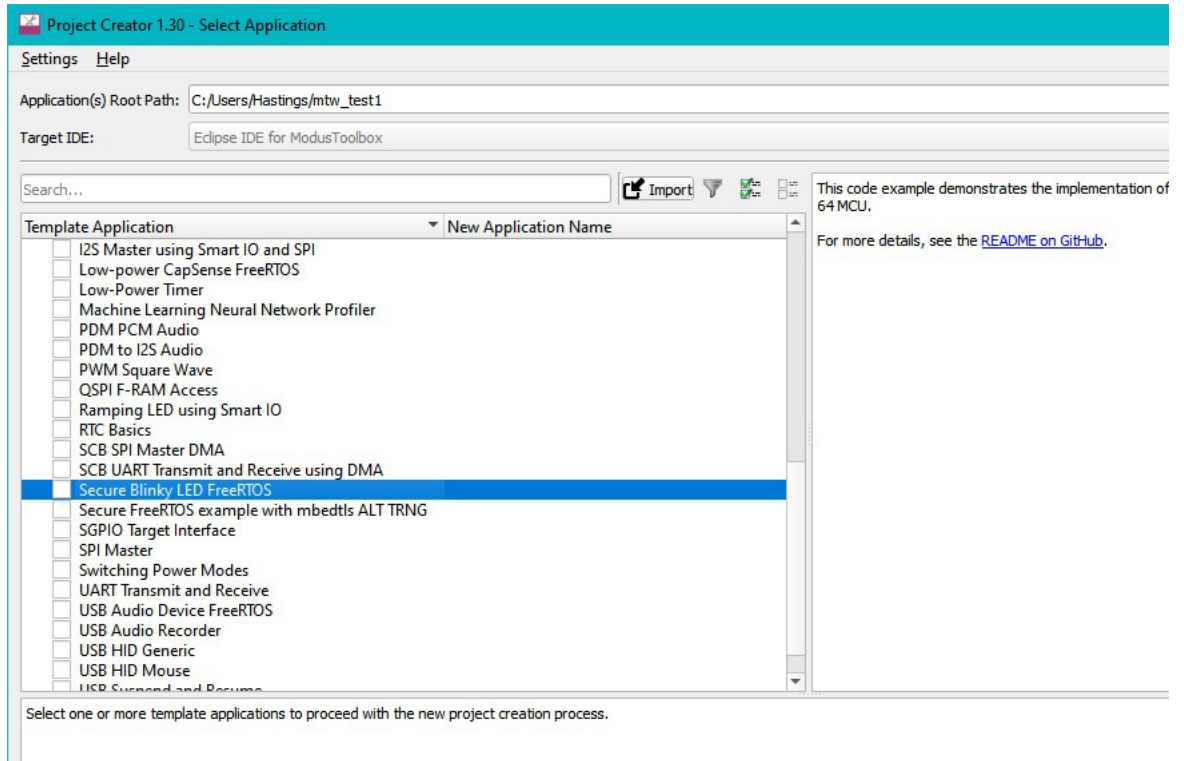 Project Creator 1.30 - Select Application
Settings Help
Application(s) Root Path: C:/Users/Hastings/mtw_test1
Target IDE: Eclipse IDE for ModusToolbox
Search...
Import
Template Application New Application Name
I2S Master using Smart IO and SPI
Low-power CapSense FreeRTOS
Low-Power Timer
Machine Learning Neural Network Profiler
PDM PCM Audio
PDM to I2S Audio
PWM Square Wave
QSPI F-RAM Access
Ramping LED using Smart IO
RTC Basics
SCB SPI Master DMA
SCB UART Transmit and Receive using DMA
Secure Blinky LED FreeRTOS
Secure FreeRTOS example with mbedtls ALT TRNG
SGPIO Target Interface
SPI Master
Switching Power Modes
UART Transmit and Receive
USB Audio Device FreeRTOS
USB Audio Recorder
USB HID Generic
USB HID Mouse
USB Suspend and Resume
This code example demonstrates the implementation of
64 MCU.
For more details, see the README on GitHub.
Select one or more template applications to proceed with the new project creation process.